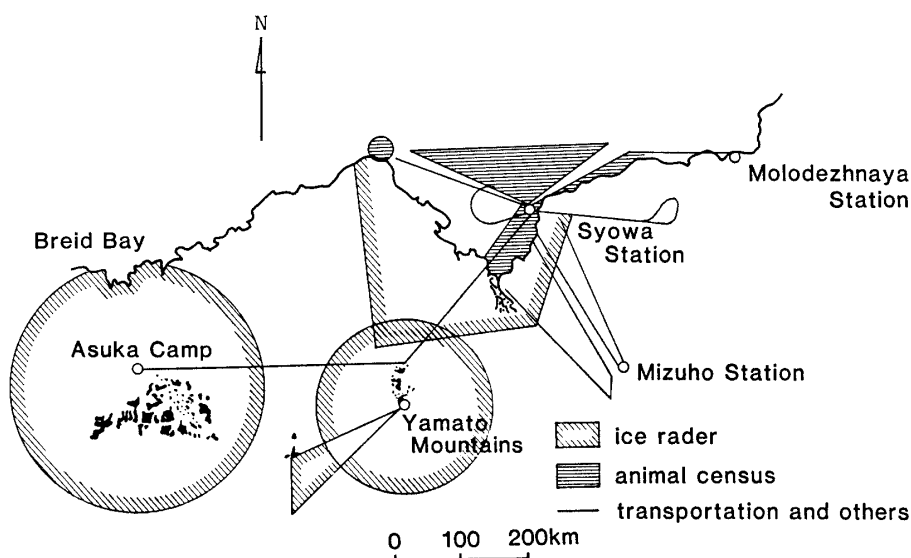 N
Molodezhnaya
Station
Breid Bay
Syowa
Station
Asuka Camp
Mizuho Station
Yamato
Mountains
ice rader
animal census
transportation and others
0 100 200km